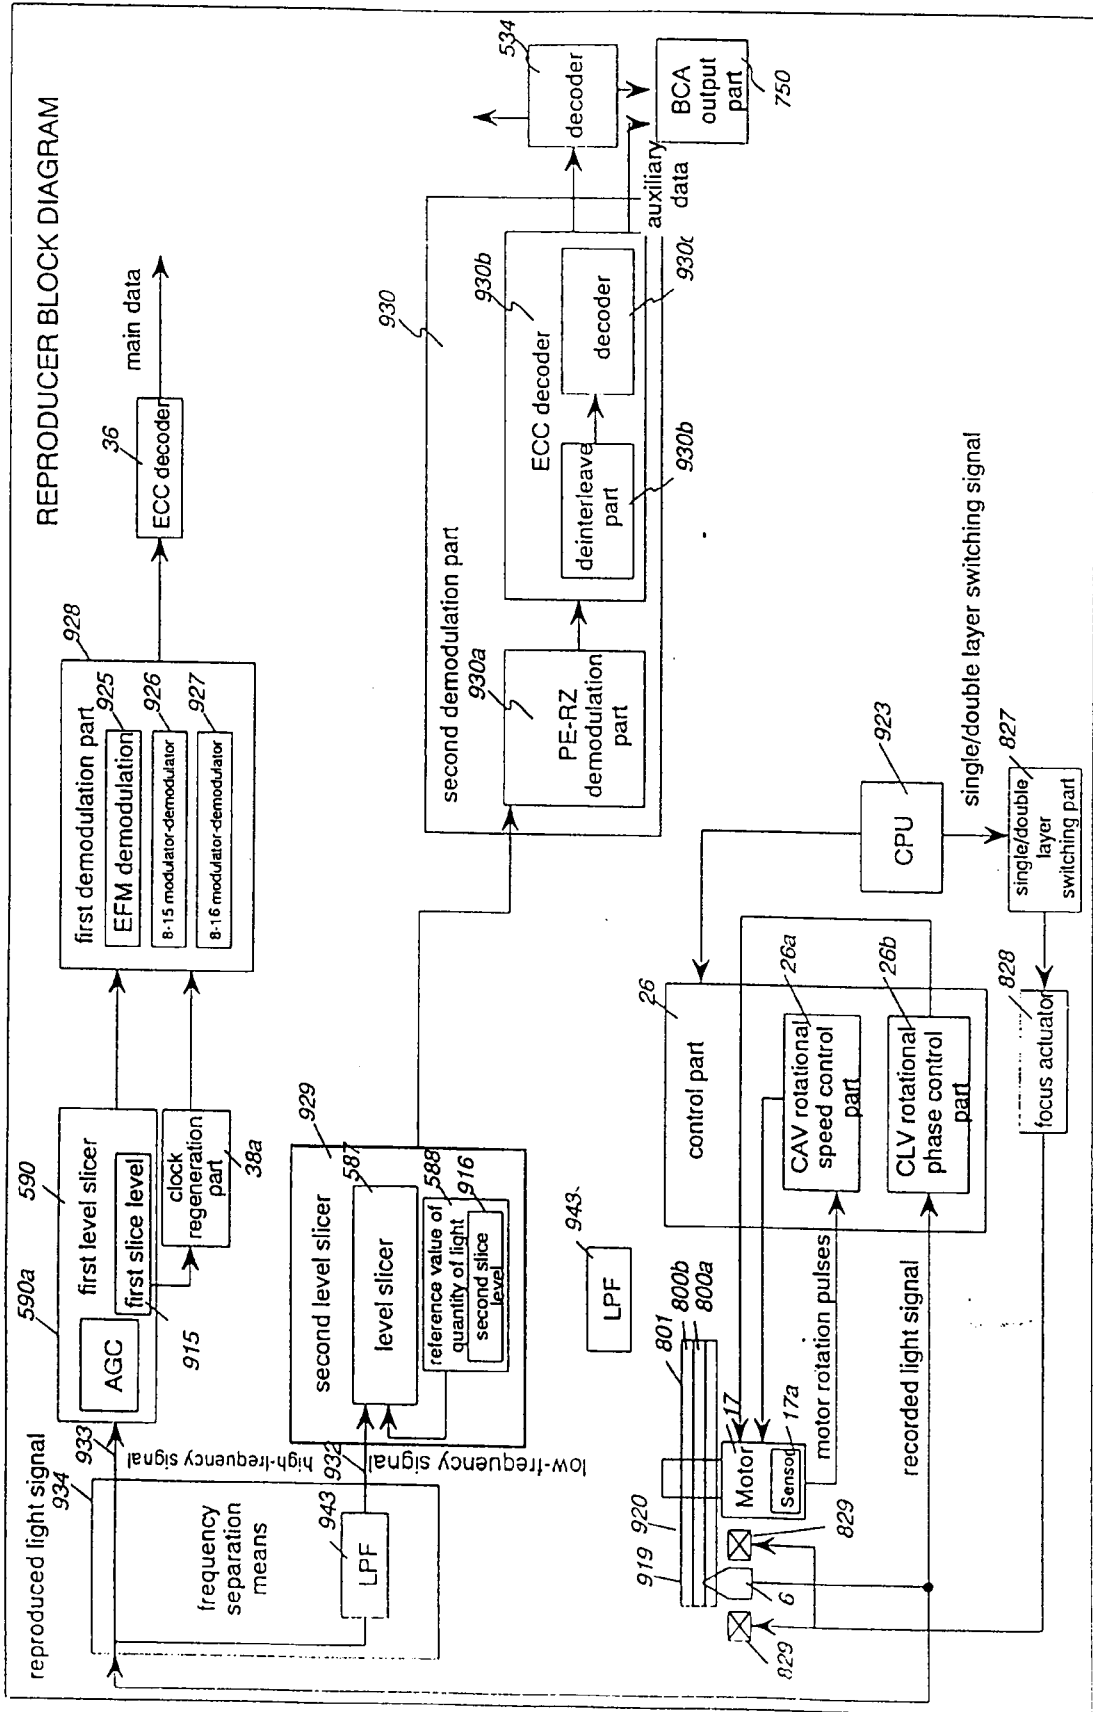 REPRODUCER BLOCK DIAGRAM
reproduced light signal
934
933
frequency
separation
means
943
LPF
932
high-frequency signal
low-frequency signal
590a
590
first level slicer
AGC
first slice level
915
clock
regeneration
part
38a
first demodulation part
928
EFM demodulation
925
8-15 modulator-demodulator
926
8-16 modulator-demodulator
927
36
ECC decoder
main data
929
second level slicer
587
level slicer
588
reference value of
quantity of light
916
second slice
level
second demodulation part
930
930a
PE-RZ
demodulation
part
930b
ECC decoder
deinterleave
part
930b
decoder
930c
auxiliary
data
534
decoder
BCA
output
part
750
943
LPF
919
920
801
800b
800a
Motor
17
Sensor
17a
829
829
6
motor rotation pulses
recorded light signal
26
control part
CAV rotational
speed control
part
26a
CLV rotational
phase control
part
26b
CPU
923
single/double layer switching signal
single/double
layer
switching part
827
focus actuator
828